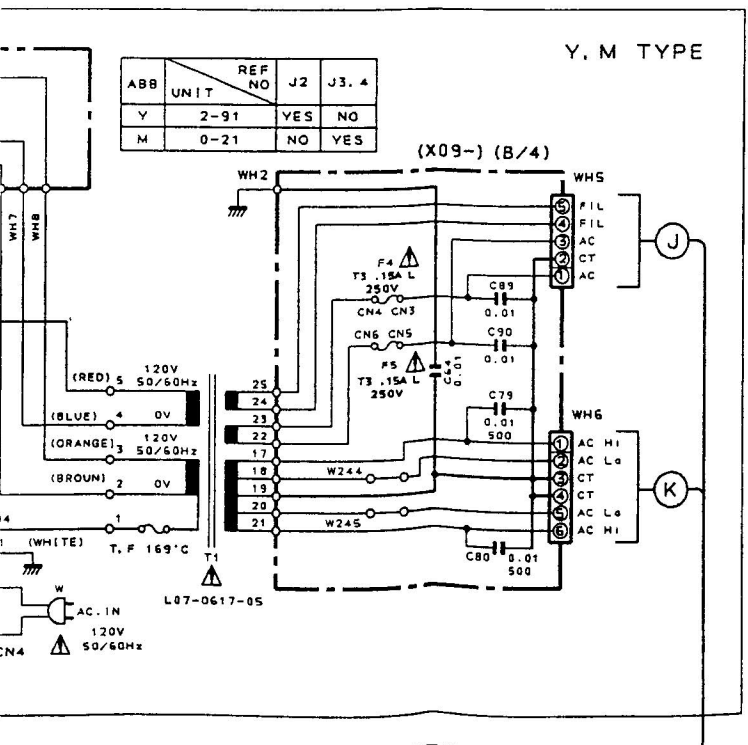 Y, M TYPE
ABB UNIT REF NO J2 J3, 4
Y 2-91 YES NO
M 0-21 NO YES
(X09-) (B/4)
WH2
WH5
5 FIL
4 FIL
3 AC
2 CT
1 AC
J
WH7
WH8
F4
T3 .15A L
250V
CN4 CN3
C89
0.01
CN6 CN5
C90
0.01
F5
T3 .15A L
250V
C64
0.01
C79
0.01
500
(RED) 5
120V
50/60Hz
(BLUE) 4 0V
(ORANGE) 3
120V
50/60Hz
(BROUN) 2 0V
(WHITE)
1
T, F 169°C
25
24
23
22
17
18
19
20
21
W244
W245
WH6
1 AC Hi
2 AC Lo
3 CT
4 CT
5 AC Lo
6 AC Hi
K
C80 0.01
500
T1
L07-0617-05
W
AC. IN
120V
50/60Hz
CN4